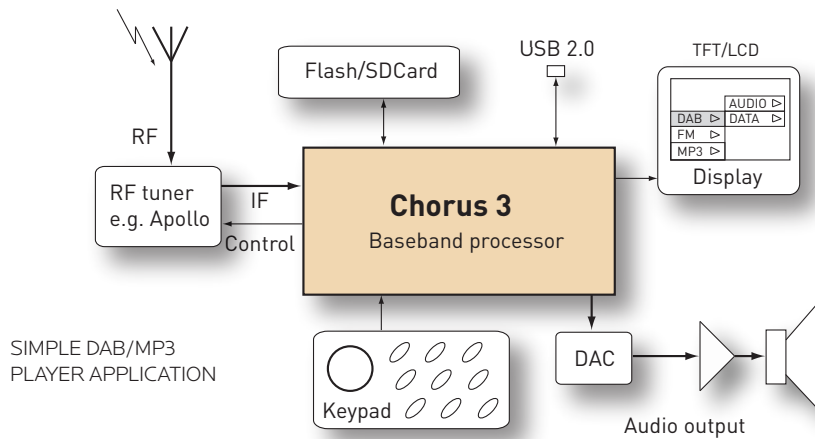 USB 2.0
TFT/LCD
Flash/SDCard
AUDIO
DAB
DATA
FM
MP3
Display
RF
RF tuner
e.g. Apollo
IF
Control
Chorus 3
Baseband processor
SIMPLE DAB/MP3
PLAYER APPLICATION
Keypad
DAC
Audio output